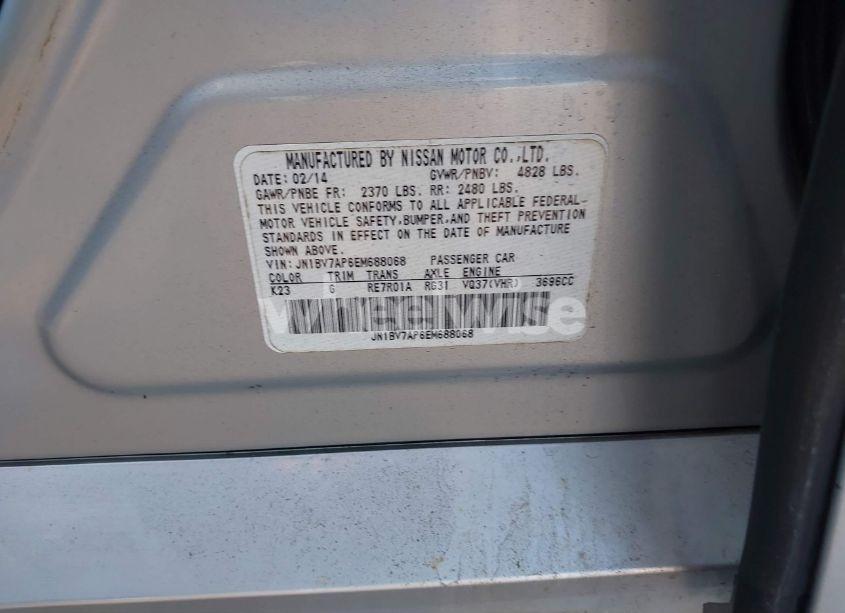 MANUFACTURED BY NISSAN MOTOR CO.,LTD.
DATE: 02/14 GVWR/PNBV: 4828 LBS.
GAWR/PNBE FR: 2370 LBS. RR: 2480 LBS.
THIS VEHICLE CONFORMS TO ALL APPLICABLE FEDERAL-
MOTOR VEHICLE SAFETY,BUMPER,AND THEFT PREVENTION
STANDARDS IN EFFECT ON THE DATE OF MANUFACTURE
SHOWN ABOVE.
VIN: JN1BV7AP6EM688068 PASSENGER CAR
COLOR TRIM TRANS AXLE ENGINE
K23 G RE7R01A RG31 VQ37(VHR) 3696CC
WheelWise
JN1BV7AP6EM688068